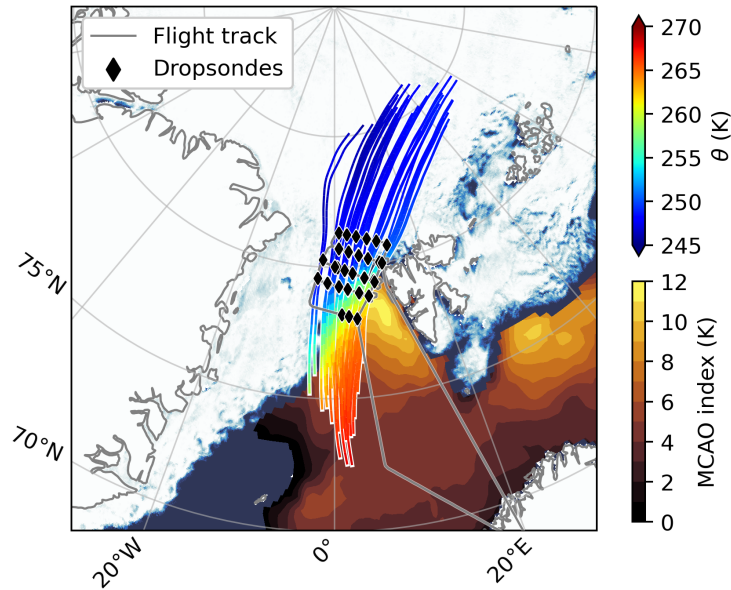 Flight track
Dropsondes
75°N
70°N
20°W
0°
20°E
270
265
260
255
250
245
θ (K)
12
10
8
6
4
2
0
MCAO index (K)